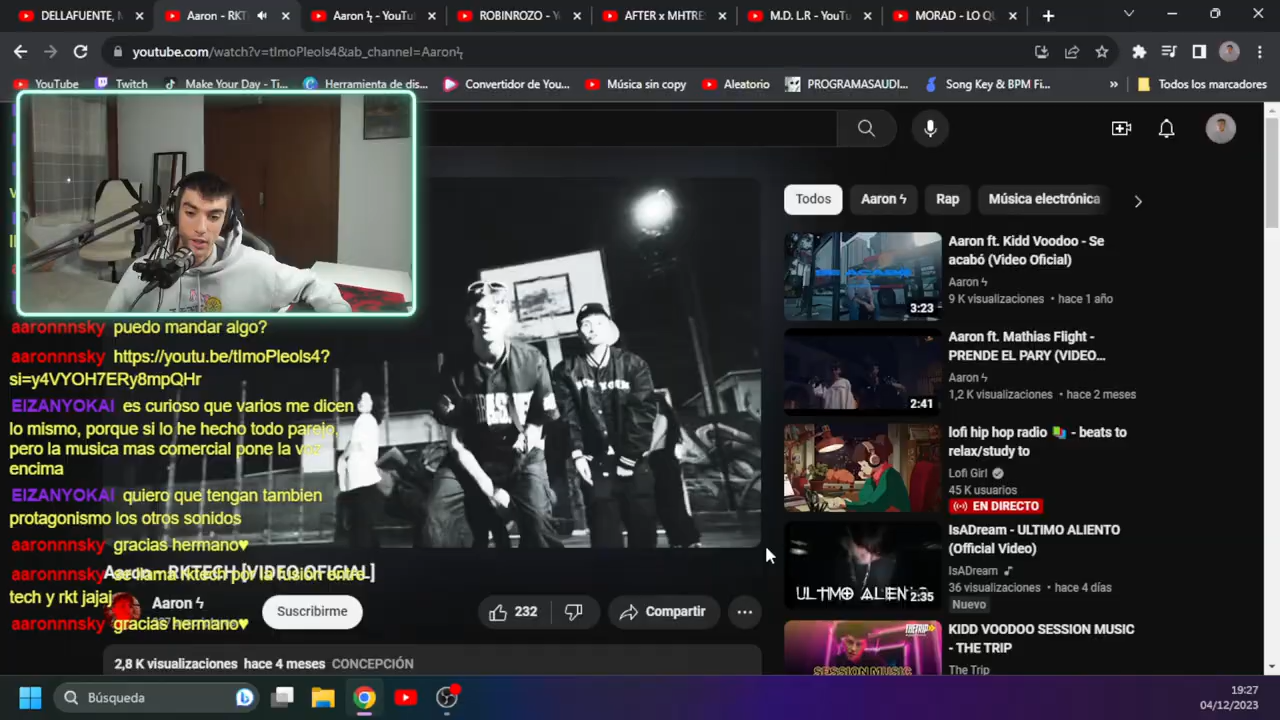 DELLAFUENTE, M
Aaron - RKT
Aaron ϟ - YouTu
ROBINROZO - Y
AFTER x MHTRES
M.D. L.R - YouTu
MORAD - LO QU
youtube.com/watch?v=tImoPleols4&ab_channel=Aaronϟ
YouTube
Twitch
Make Your Day - Ti...
Herramienta de dis...
Convertidor de You...
Música sin copy
Aleatorio
PROGRAMASAUDI...
Song Key & BPM Fi...
»
Todos los marcadores
aaronnnsky puedo mandar algo?
aaronnnsky https://youtu.be/tImoPleols4?
si=y4VYOH7ERy8mpQHr
EIZANYOKAI es curioso que varios me dicen
lo mismo, porque si lo he hecho todo parejo,
pero la musica mas comercial pone la voz
encima
EIZANYOKAI quiero que tengan tambien
protagonismo los otros sonidos
aaronnnsky gracias hermano♥
aaronnnsky se llama rktech por la fusión entre
tech y rkt jajaj
aaronnnsky gracias hermano♥
Aaron - RKTECH [VIDEO OFICIAL]
Aaron ϟ
Suscribirme
232
Compartir
2,8 K visualizaciones hace 4 meses CONCEPCIÓN
Todos
Aaron ϟ
Rap
Música electrónica
SE ACABÓ
3:23
Aaron ft. Kidd Voodoo - Se
acabó (Video Oficial)
Aaron ϟ
9 K visualizaciones • hace 1 año
2:41
Aaron ft. Mathias Flight -
PRENDE EL PARY (VIDEO...
Aaron ϟ
1,2 K visualizaciones • hace 2 meses
lofi hip hop radio 📚 - beats to
relax/study to
Lofi Girl
45 K usuarios
EN DIRECTO
ULTIMO ALIEN
2:35
IsADream - ULTIMO ALIENTO
(Official Video)
IsADream
36 visualizaciones • hace 4 días
Nuevo
THETRIP
SESSION MUSIC
KIDD VOODOO SESSION MUSIC
- THE TRIP
The Trip
Búsqueda
19:27
04/12/2023